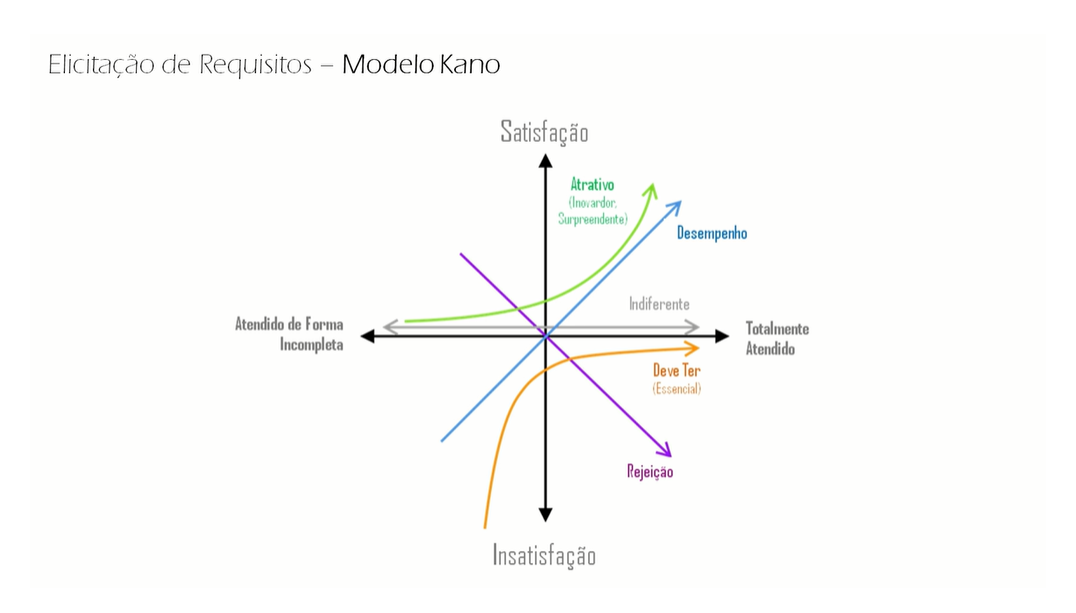 Elicitação de Requisitos – Modelo Kano
Satisfação
Atrativo
(Inovardor,
Surpreendente)
Desempenho
Indiferente
Atendido de Forma
Incompleta
Totalmente
Atendido
Deve Ter
(Essencial)
Rejeição
Insatisfação